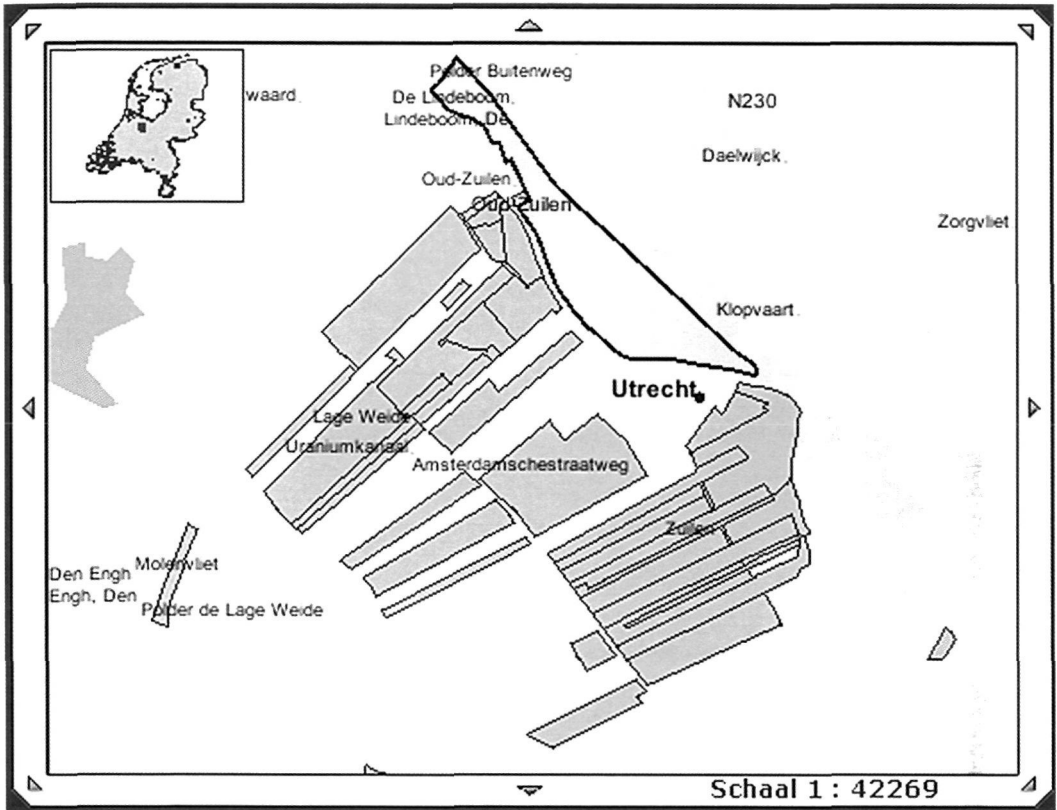 Polder Buitenweg
waard
De Lindeboom
Lindeboom, De
N230
Daelwijck
Oud-Zuilen
Oud-Zuilen
Zorgvliet
Klopvaart
Utrecht
Lage Weide
Uraniumkanaal
Amsterdamschestraatweg
Zuilen
Molenvliet
Den Engh
Engh, Den
Polder de Lage Weide
Schaal 1 : 42269